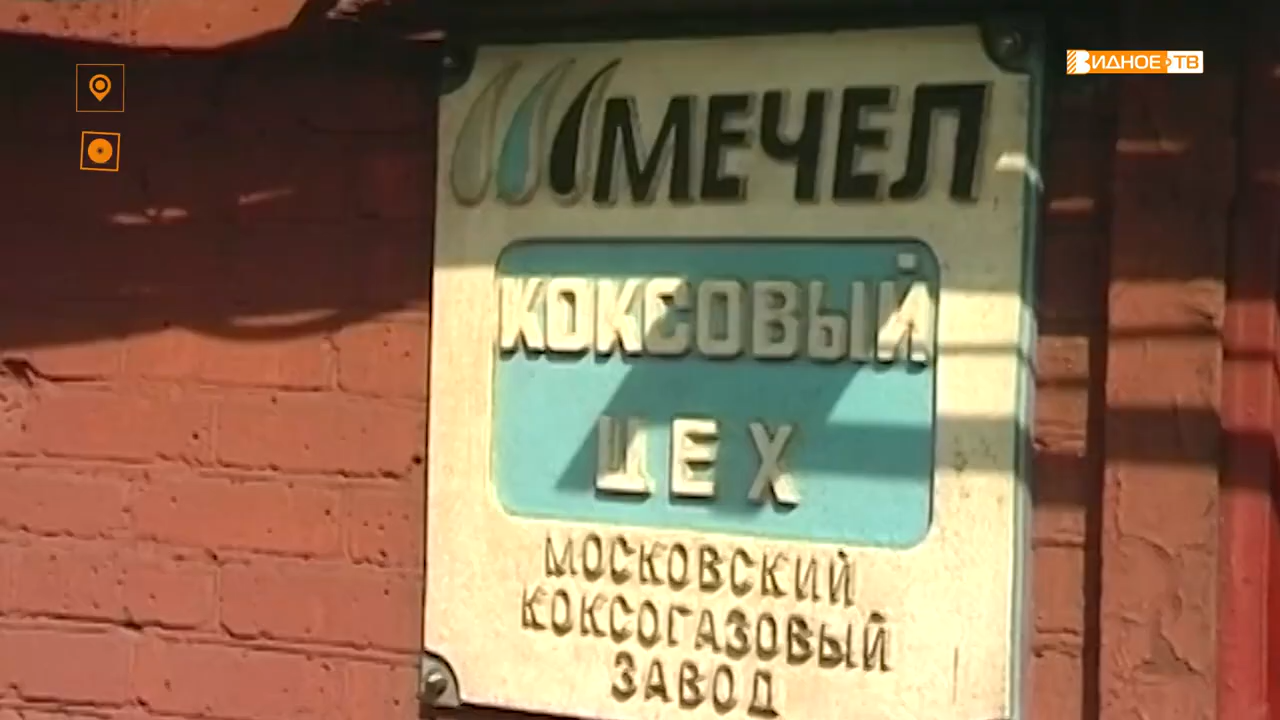 ВИДНОЕ ТВ
МЕЧЕЛ
КОКСОВЫЙ
ЦЕХ
МОСКОВСКИЙ
КОКСОГАЗОВЫЙ
ЗАВОД